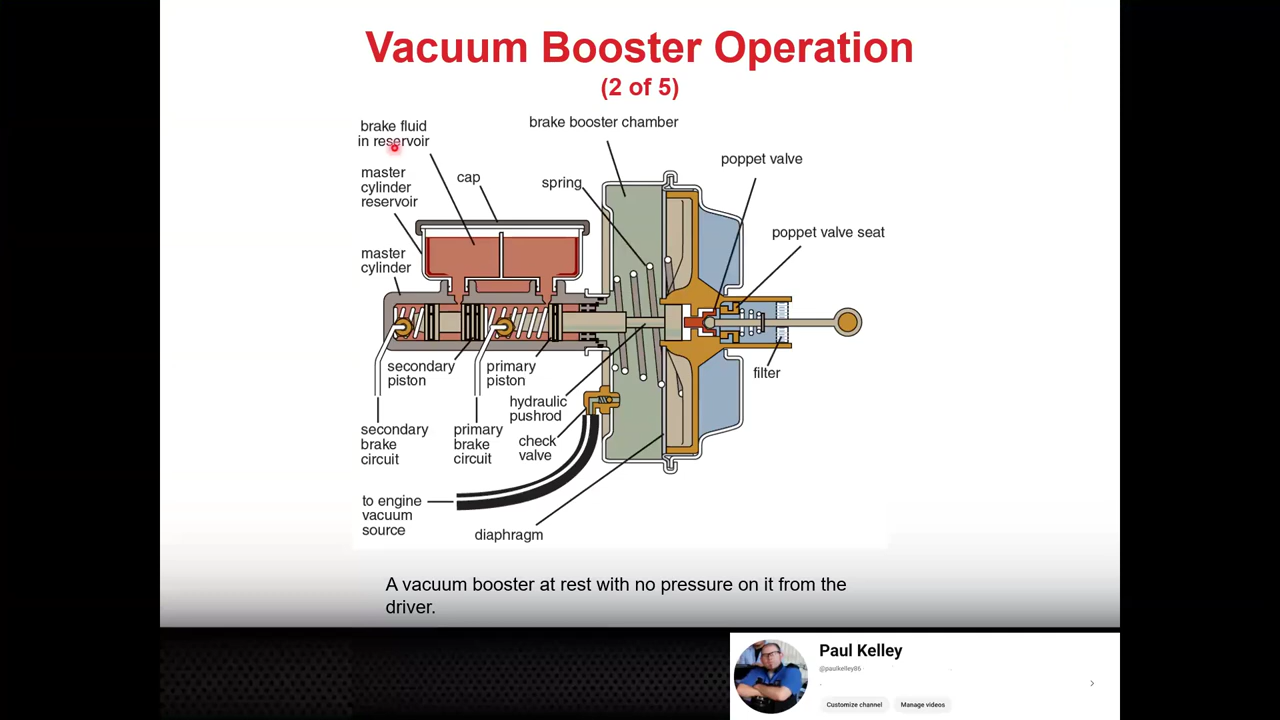 Vacuum Booster Operation
(2 of 5)
brake fluid
in reservoir
brake booster chamber
poppet valve
master
cylinder
reservoir
cap
spring
poppet valve seat
master
cylinder
secondary
piston
primary
piston
filter
hydraulic
pushrod
secondary
brake
circuit
primary
brake
circuit
check
valve
to engine
vacuum
source
diaphragm
A vacuum booster at rest with no pressure on it from the
driver.
Paul Kelley
@paulkelley86
Customize channel
Manage videos